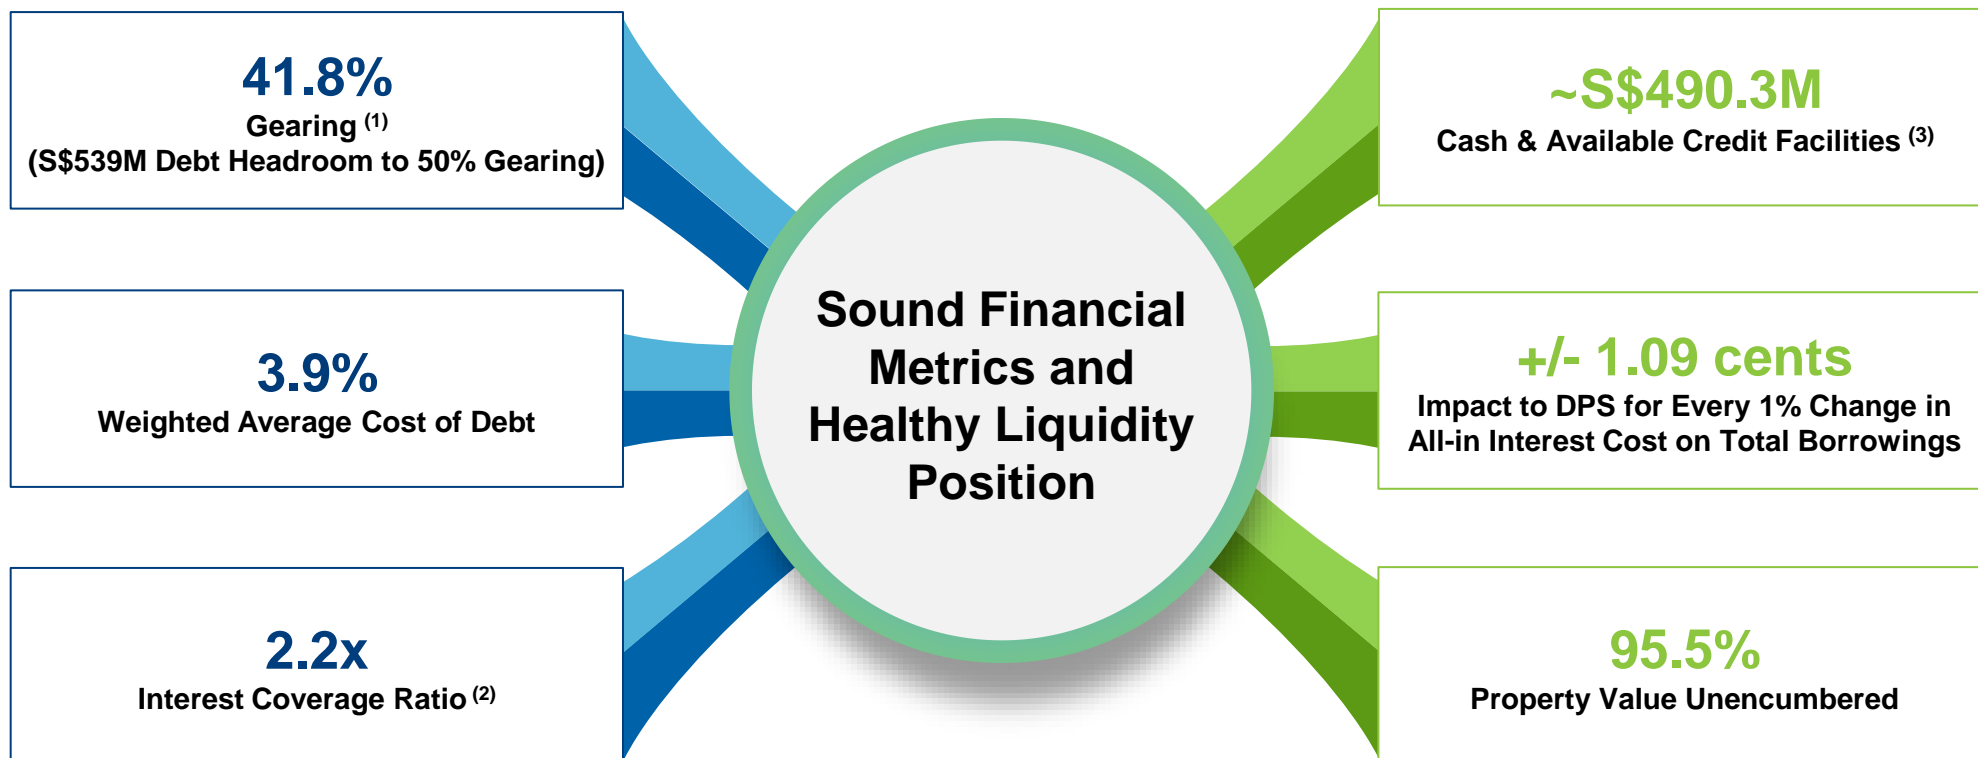 41.8%
Gearing (1)
(S$539M Debt Headroom to 50% Gearing)
3.9%
Weighted Average Cost of Debt
2.2x
Interest Coverage Ratio (2)
Sound Financial
Metrics and
Healthy Liquidity
Position
~S$490.3M
Cash & Available Credit Facilities (3)
+/- 1.09 cents
Impact to DPS for Every 1% Change in
All-in Interest Cost on Total Borrowings
95.5%
Property Value Unencumbered